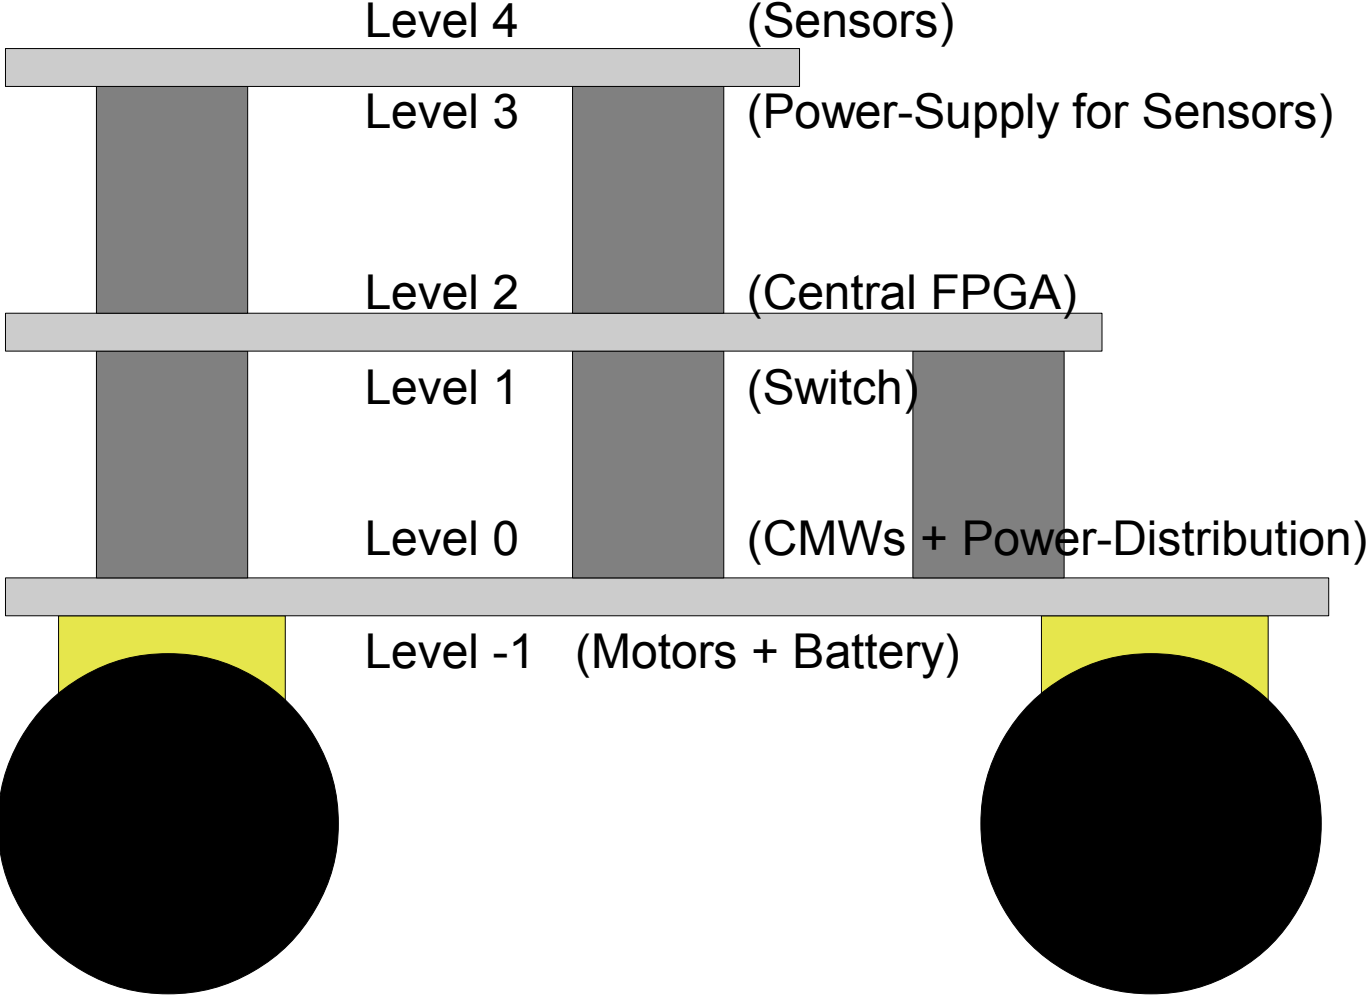 Level 4 (Sensors)
Level 3 (Power-Supply for Sensors)
Level 2 (Central FPGA)
Level 1 (Switch)
Level 0 (CMWs + Power-Distribution)
Level -1 (Motors + Battery)